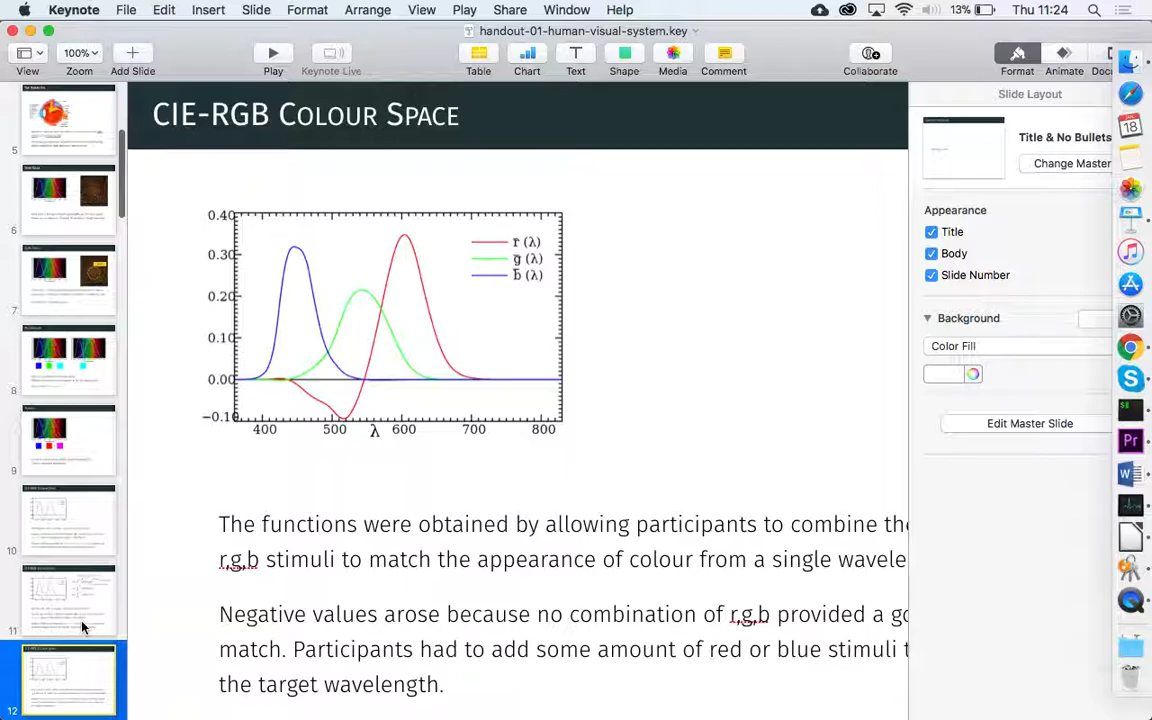 Keynote File Edit Insert Slide Format Arrange View Play Share Window Help 13% Thu 11:24
handout-01-human-visual-system.key
100%
View Zoom Add Slide Play Keynote Live Table Chart Text Shape Media Comment Collaborate Format Animate Docu
5
6
7
8
9
10
11
12
CIE-RGB Colour Space
0.40
0.30
0.20
0.10
0.00
−0.10
400 500 600 700 800
λ
r̄ (λ)
ḡ (λ)
b̄ (λ)
The functions were obtained by allowing participants to combine the
r,g,b stimuli to match the appearance of colour from a single wavele
Negative values arose because no combination of r,g,b provided a go
match. Participants had to add some amount of red or blue stimuli t
the target wavelength.
Slide Layout
Title & No Bullets
Change Master
Appearance
Title
Body
Slide Number
Background
Color Fill
Edit Master Slide
18
Pr